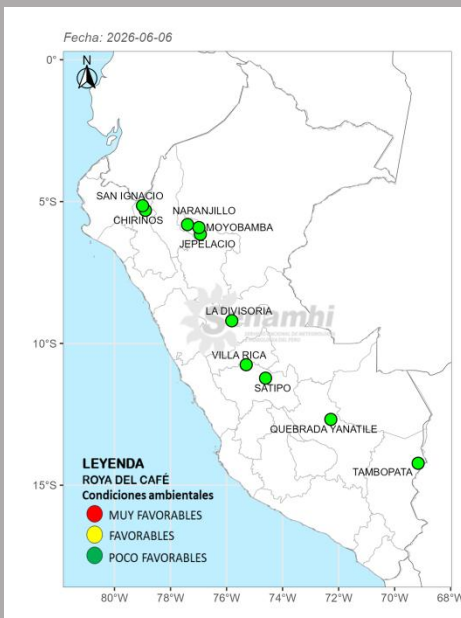 Fecha: 2026-06-06
N
0°
SAN IGNACIO
NARANJILLO
5°S
CHIRINOS
MOYOBAMBA
JEPELACIO
LA DIVISORIA
Senamhi
10°S
VILLA RICA
SATIPO
QUEBRADA YANATILE
TAMBOPATA
LEYENDA
ROYA DEL CAFÉ
Condiciones ambientales
15°S
MUY FAVORABLES
FAVORABLES
POCO FAVORABLES
80°W 78°W 76°W 74°W 72°W 70°W 68°W